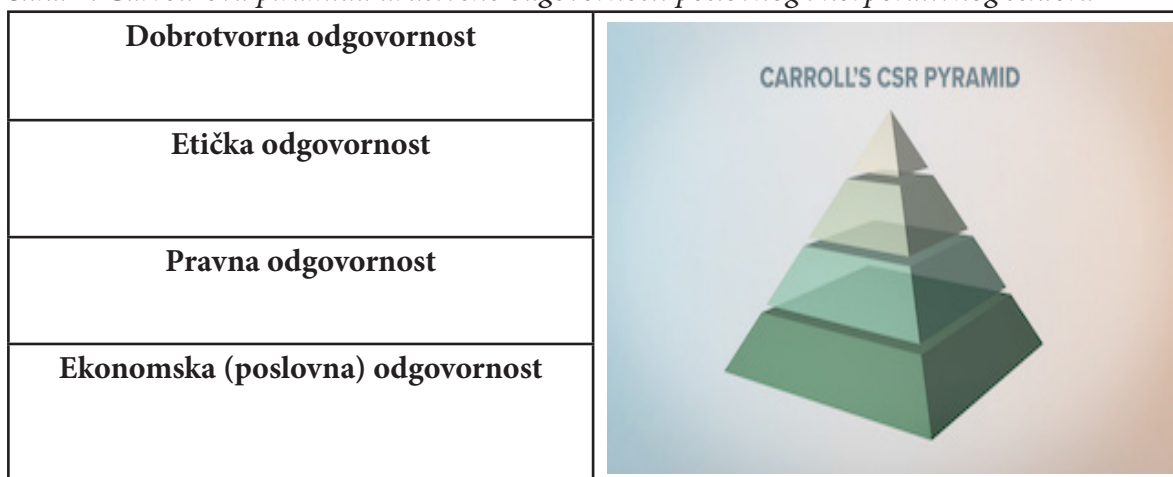 Dobrotvorna odgovornost
CARROLL'S CSR PYRAMID
Etička odgovornost
Pravna odgovornost
Ekonomska (poslovna) odgovornost